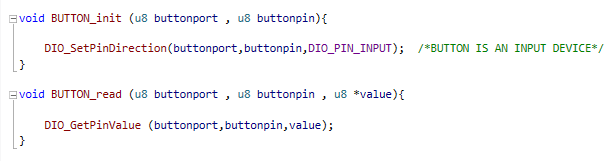 void BUTTON_init (u8 buttonport , u8 buttonpin){
DIO_SetPinDirection(buttonport,buttonpin,DIO_PIN_INPUT);  /*BUTTON IS AN INPUT DEVICE*/
}
void BUTTON_read (u8 buttonport , u8 buttonpin , u8 *value){
DIO_GetPinValue (buttonport,buttonpin,value);
}